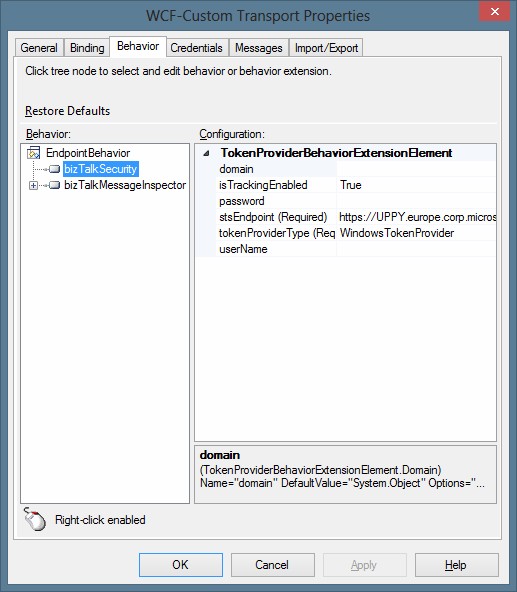 WCF-Custom Transport Properties
General Binding Behavior Credentials Messages Import/Export
Click tree node to select and edit behavior or behavior extension.
Restore Defaults
Behavior:
EndpointBehavior
bizTalkSecurity
bizTalkMessageInspector
Configuration:
TokenProviderBehaviorExtensionElement
domain
isTrackingEnabled True
password
stsEndpoint (Required) https://UPPY.europe.corp.micros
tokenProviderType (Req WindowsTokenProvider
userName
domain
(TokenProviderBehaviorExtensionElement.Domain)
Name="domain" DefaultValue="System.Object" Options="...
Right-click enabled
OK Cancel Apply Help